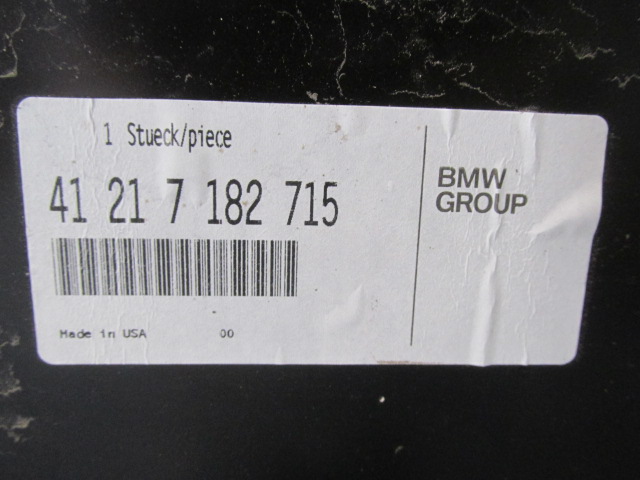 1 Stueck/piece
41 21 7 182 715
BMW
GROUP
Made in USA 00